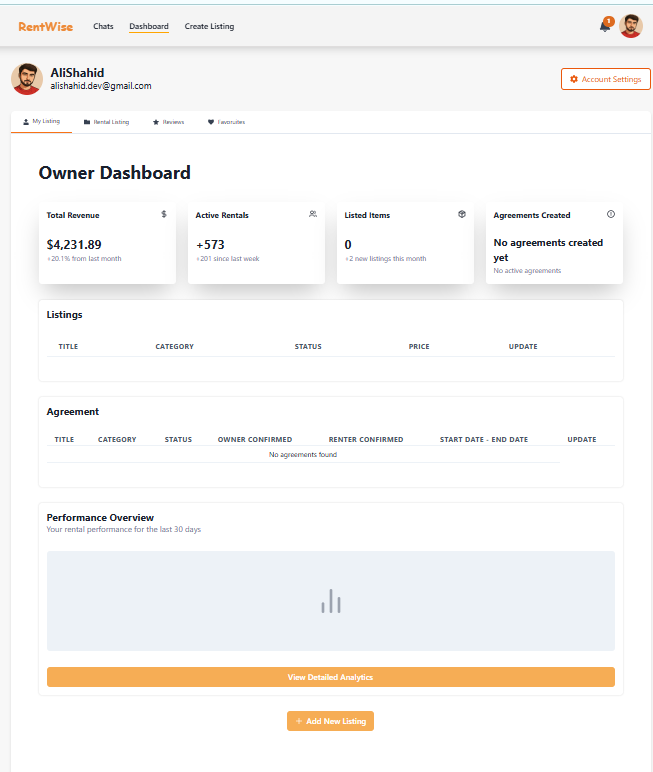 RentWise
Chats
Dashboard
Create Listing
1
AliShahid
alishahid.dev@gmail.com
Account Settings
My Listing
Rental Listing
Reviews
Favorutes
Owner Dashboard
Total Revenue
$4,231.89
+20.1% from last month
Active Rentals
+573
+201 since last week
Listed Items
0
+2 new listings this month
Agreements Created
No agreements created
yet
No active agreements
Listings
TITLE CATEGORY STATUS PRICE UPDATE
Agreement
TITLE CATEGORY STATUS OWNER CONFIRMED RENTER CONFIRMED START DATE - END DATE UPDATE
No agreements found
Performance Overview
Your rental performance for the last 30 days
View Detailed Analytics
+ Add New Listing